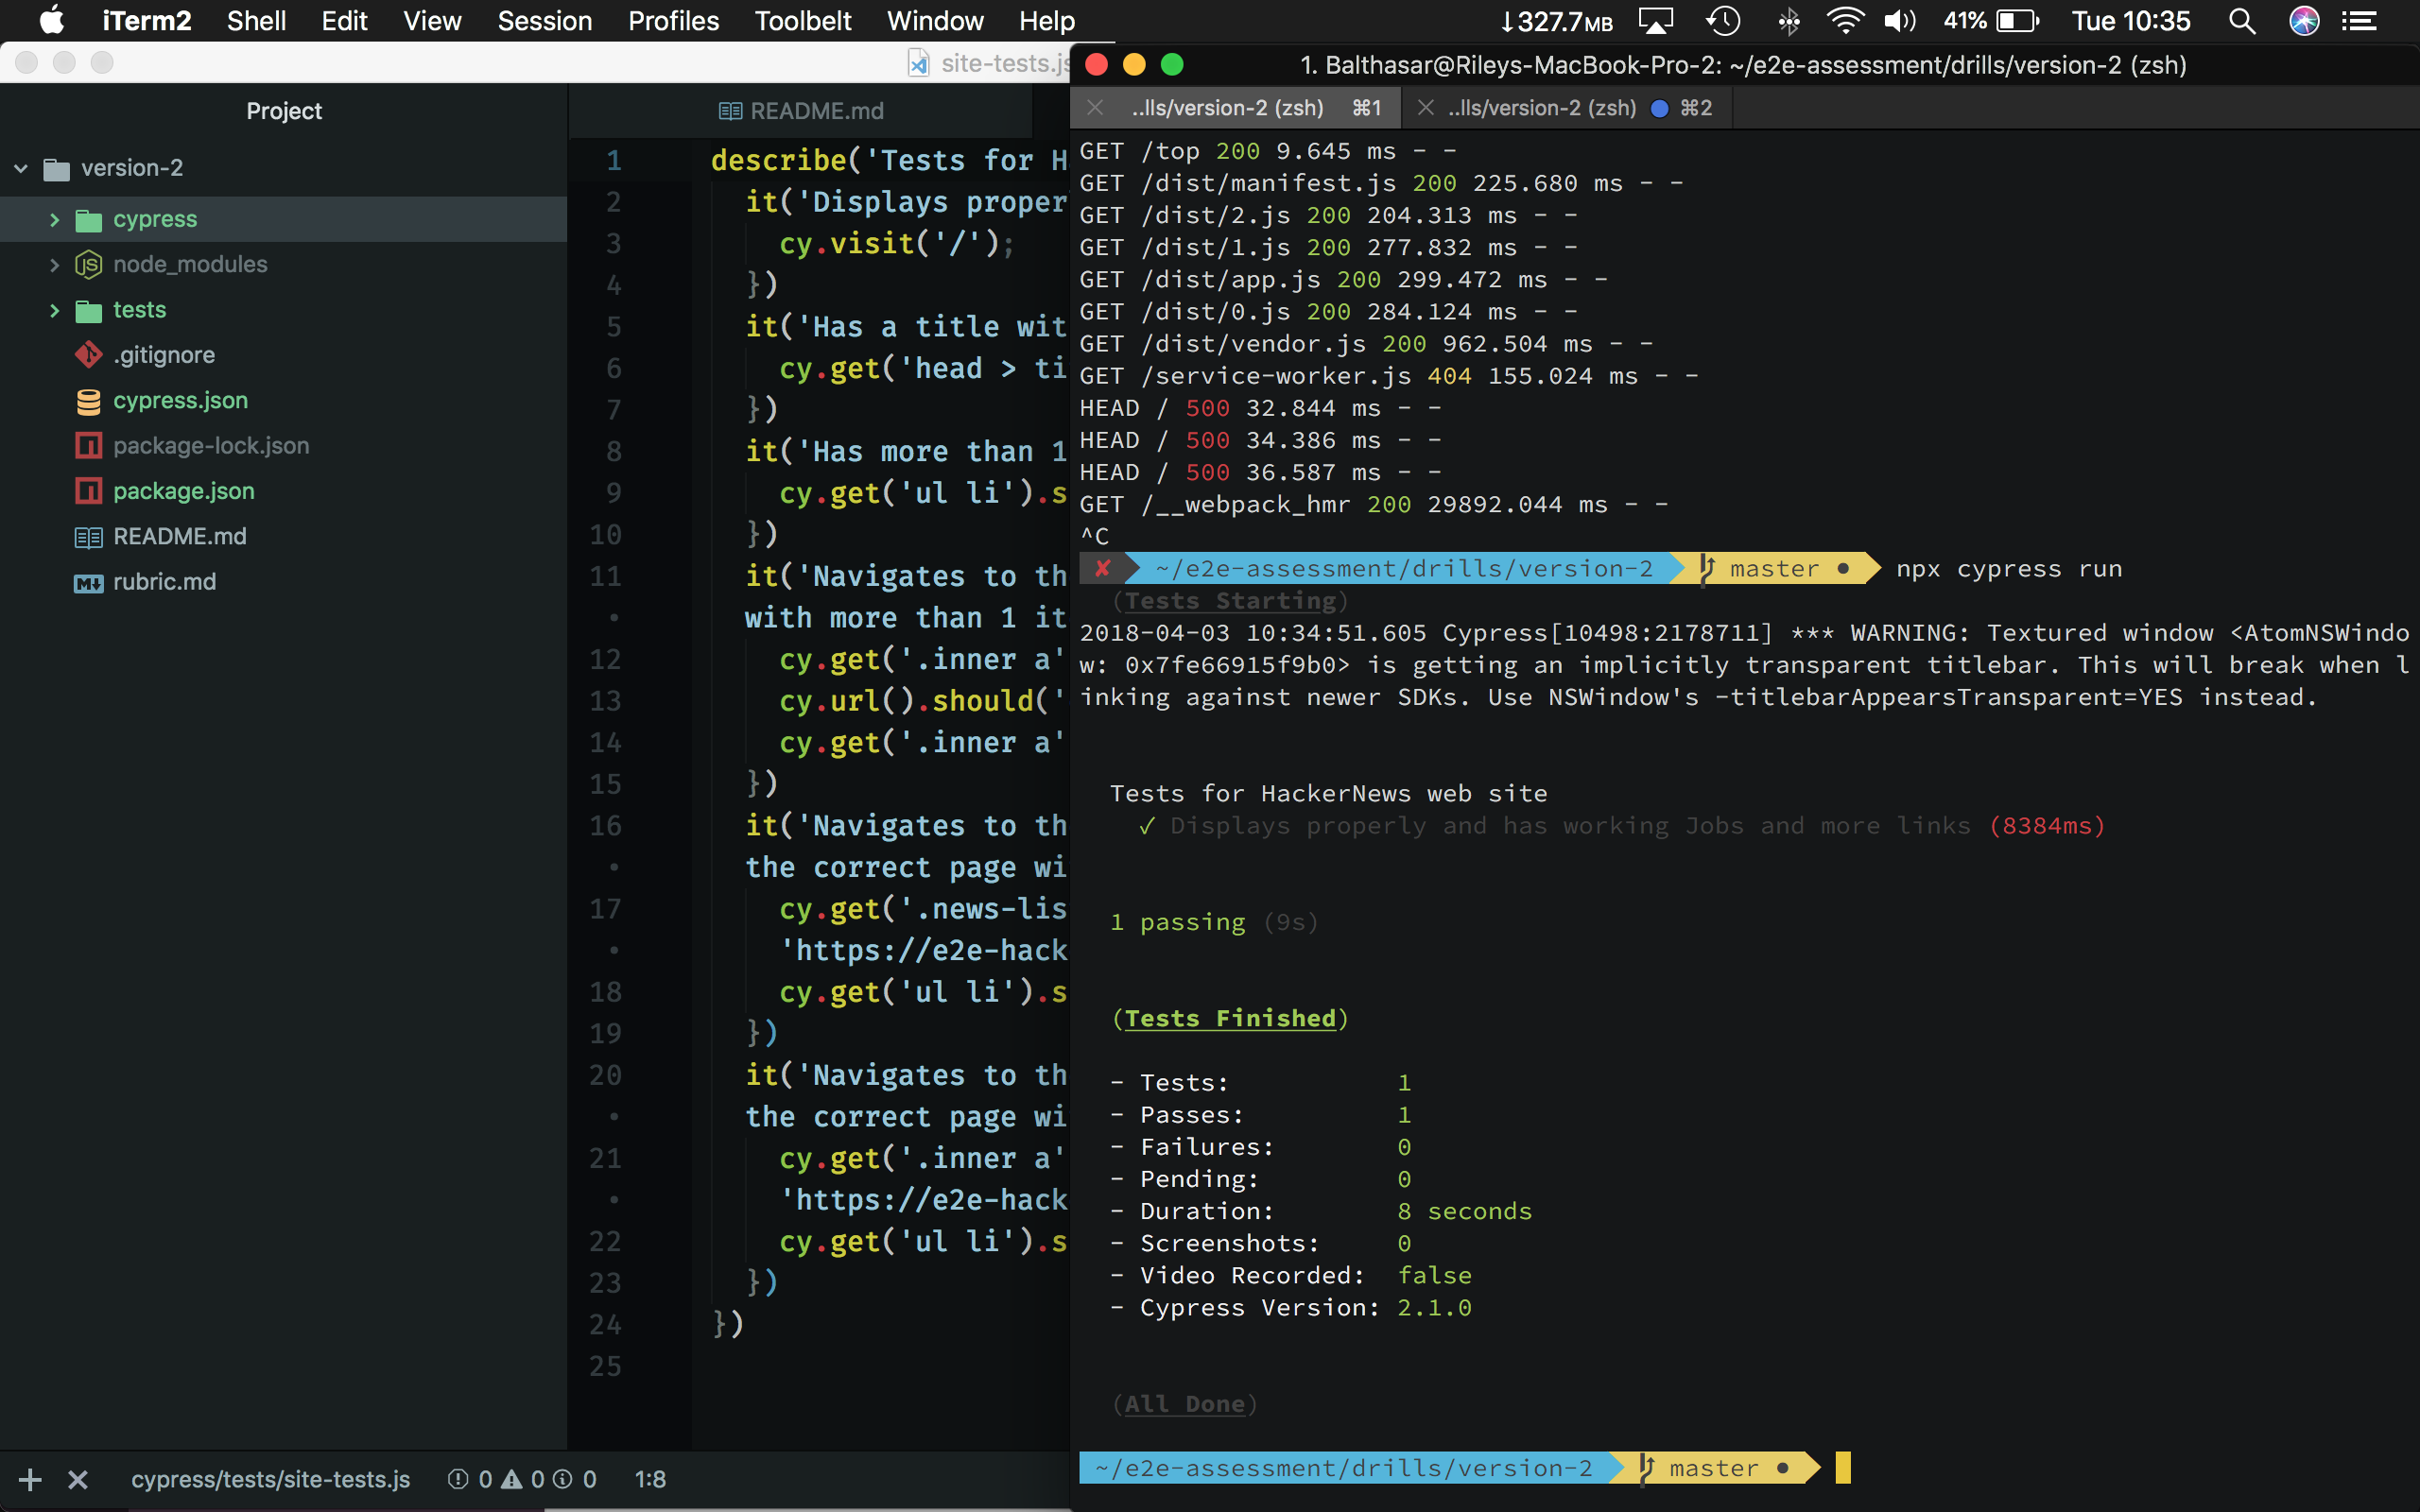 iTerm2 Shell Edit View Session Profiles Toolbelt Window Help ↓327.7MB 41% Tue 10:35
site-tests.js
Project
version-2
cypress
node_modules
tests
.gitignore
cypress.json
package-lock.json
package.json
README.md
rubric.md
README.md
1 describe('Tests for H
2 it('Displays proper
3 cy.visit('/');
4 })
5 it('Has a title wit
6 cy.get('head > ti
7 })
8 it('Has more than 1
9 cy.get('ul li').s
10 })
11 it('Navigates to th
• with more than 1 it
12 cy.get('.inner a'
13 cy.url().should('
14 cy.get('.inner a'
15 })
16 it('Navigates to th
• the correct page wi
17 cy.get('.news-lis
• 'https://e2e-hack
18 cy.get('ul li').s
19 })
20 it('Navigates to th
• the correct page wi
21 cy.get('.inner a'
• 'https://e2e-hack
22 cy.get('ul li').s
23 })
24 })
25
cypress/tests/site-tests.js 0 0 0 1:8
1. Balthasar@Rileys-MacBook-Pro-2: ~/e2e-assessment/drills/version-2 (zsh)
..lls/version-2 (zsh) ⌘1 ..lls/version-2 (zsh) ⌘2
GET /top 200 9.645 ms - -
GET /dist/manifest.js 200 225.680 ms - -
GET /dist/2.js 200 204.313 ms - -
GET /dist/1.js 200 277.832 ms - -
GET /dist/app.js 200 299.472 ms - -
GET /dist/0.js 200 284.124 ms - -
GET /dist/vendor.js 200 962.504 ms - -
GET /service-worker.js 404 155.024 ms - -
HEAD / 500 32.844 ms - -
HEAD / 500 34.386 ms - -
HEAD / 500 36.587 ms - -
GET /__webpack_hmr 200 29892.044 ms - -
^C
✘ ~/e2e-assessment/drills/version-2 master ● npx cypress run
(Tests Starting)
2018-04-03 10:34:51.605 Cypress[10498:2178711] *** WARNING: Textured window <AtomNSWindo
w: 0x7fe66915f9b0> is getting an implicitly transparent titlebar. This will break when l
inking against newer SDKs. Use NSWindow's -titlebarAppearsTransparent=YES instead.
Tests for HackerNews web site
✓ Displays properly and has working Jobs and more links (8384ms)
1 passing (9s)
(Tests Finished)
- Tests: 1
- Passes: 1
- Failures: 0
- Pending: 0
- Duration: 8 seconds
- Screenshots: 0
- Video Recorded: false
- Cypress Version: 2.1.0
(All Done)
~/e2e-assessment/drills/version-2 master ●